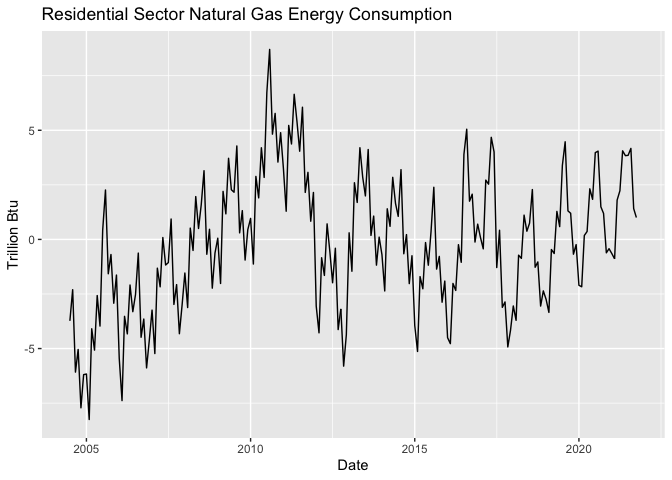 Residential Sector Natural Gas Energy Consumption
Trillion Btu
5
0
-5
2005
2010
2015
2020
Date